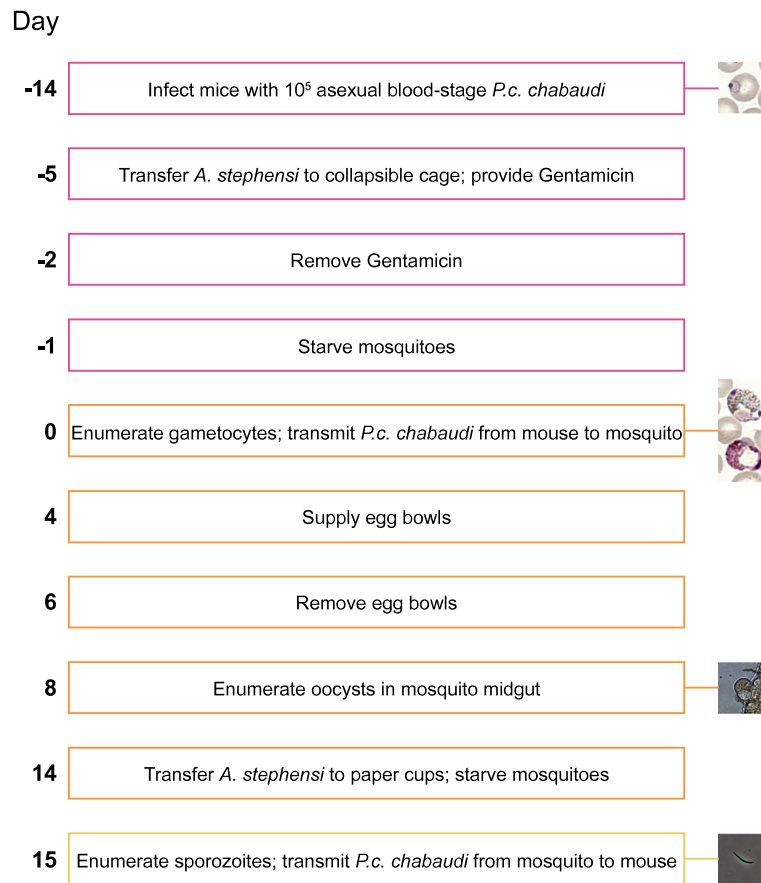 Day
-14 Infect mice with 10⁵ asexual blood-stage P.c. chabaudi
-5 Transfer A. stephensi to collapsible cage; provide Gentamicin
-2 Remove Gentamicin
-1 Starve mosquitoes
0 Enumerate gametocytes; transmit P.c. chabaudi from mouse to mosquito
4 Supply egg bowls
6 Remove egg bowls
8 Enumerate oocysts in mosquito midgut
14 Transfer A. stephensi to paper cups; starve mosquitoes
15 Enumerate sporozoites; transmit P.c. chabaudi from mosquito to mouse